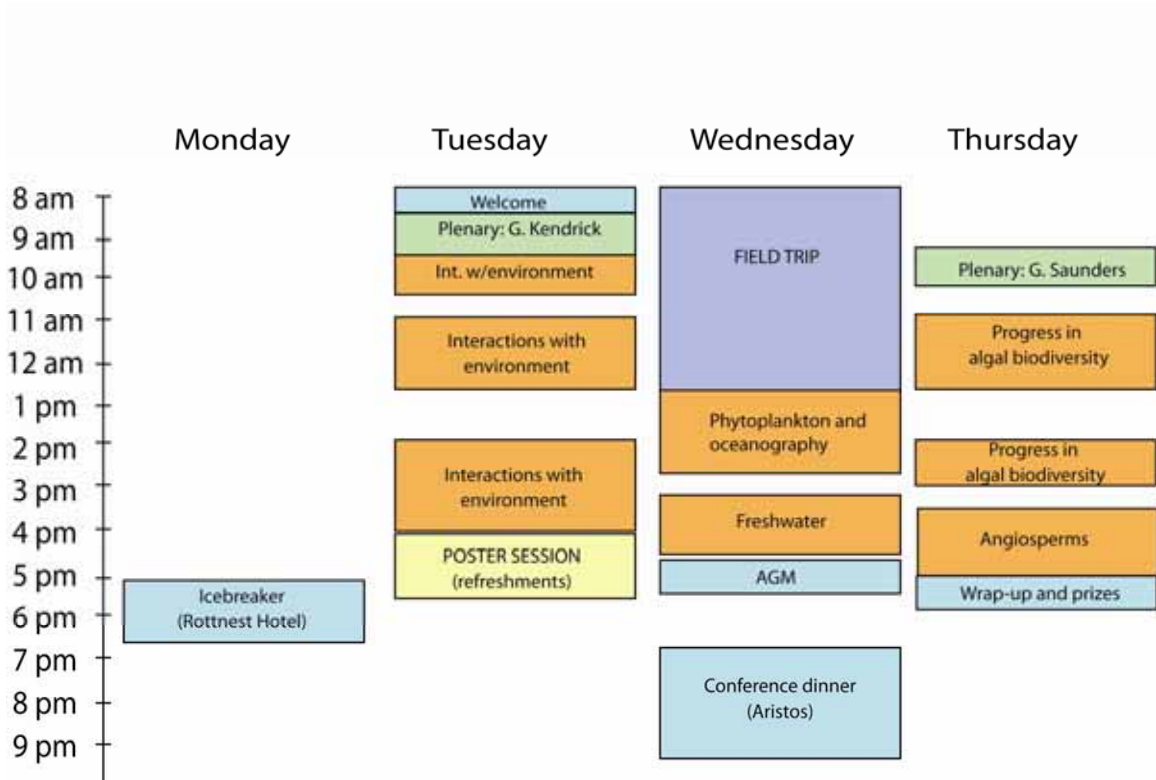 Monday
Tuesday
Wednesday
Thursday
8 am
9 am
10 am
11 am
12 am
1 pm
2 pm
3 pm
4 pm
5 pm
6 pm
7 pm
8 pm
9 pm
Icebreaker
(Rottnest Hotel)
Welcome
Plenary: G. Kendrick
Int. w/environment
Interactions with
environment
Interactions with
environment
POSTER SESSION
(refreshments)
FIELD TRIP
Phytoplankton and
oceanography
Freshwater
AGM
Conference dinner
(Aristos)
Plenary: G. Saunders
Progress in
algal biodiversity
Progress in
algal biodiversity
Angiosperms
Wrap-up and prizes